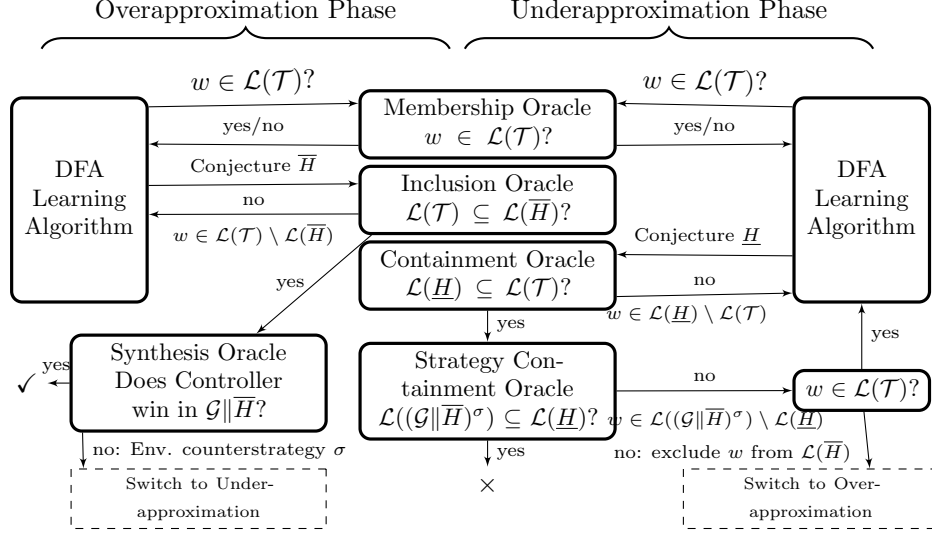 Overapproximation Phase
Underapproximation Phase
w ∈ ℒ(𝒯)?
w ∈ ℒ(𝒯)?
DFA
Learning
Algorithm
Membership Oracle
w ∈ ℒ(𝒯)?
DFA
Learning
Algorithm
yes/no
yes/no
Conjecture H̅
Inclusion Oracle
ℒ(𝒯) ⊆ ℒ(H̅)?
no
w ∈ ℒ(𝒯) \ ℒ(H̅)
Conjecture H̲
Containment Oracle
ℒ(H̲) ⊆ ℒ(𝒯)?
no
w ∈ ℒ(H̲) \ ℒ(𝒯)
yes
yes
yes
Synthesis Oracle
Does Controller
win in 𝒢‖H̅?
yes
✓
Strategy Con-
tainment Oracle
ℒ((𝒢‖H̅)^σ) ⊆ ℒ(H̲)?
no
w ∈ ℒ((𝒢‖H̅)^σ) \ ℒ(H̲)
w ∈ ℒ(𝒯)?
no: Env. counterstrategy σ
yes
no: exclude w from ℒ(H̅)
Switch to Under-
approximation
×
Switch to Over-
approximation